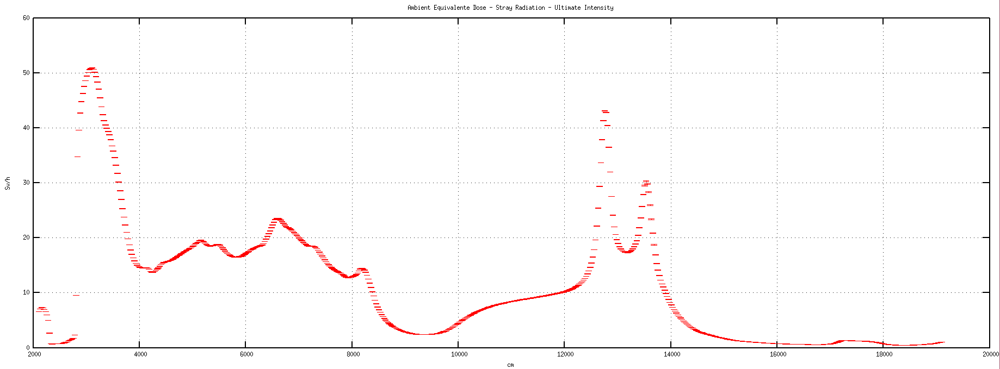 Ambient Equivalente Dose - Stray Radiation - Ultimate Intensity
60
50
40
30
20
10
0
Sv/h
2000 4000 6000 8000 10000 12000 14000 16000 18000 20000
cm